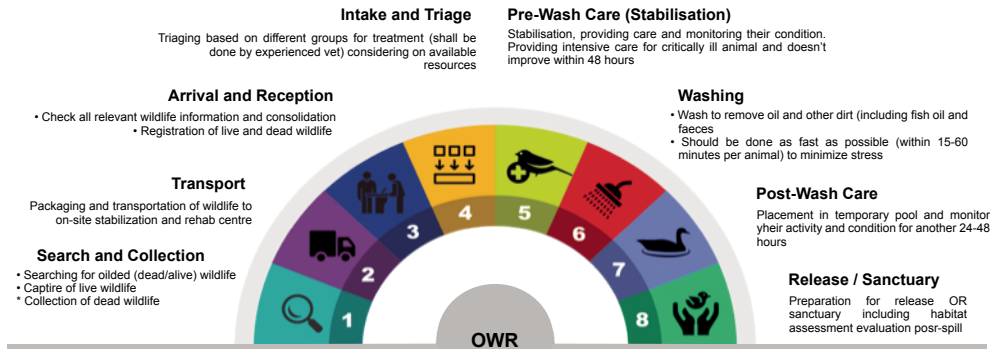 Intake and Triage
Triaging based on different groups for treatment (shall
be done by experienced vet) considering on available
resources
Pre-Wash Care (Stabilisation)
Stabilisation, providing care and monitoring their condition.
Providing intensive care for critically ill animal and doesn't
improve within 48 hours
Arrival and Reception
• Check all relevant wildlife information and consolidation
• Registration of live and dead wildlife
Washing
• Wash to remove oil and other dirt (including fish oil and
faeces
• Should be done as fast as possible (within 15-60
minutes per animal) to minimize stress
Transport
Packaging and transportation of wildlife to
on-site stabilization and rehab centre
Post-Wash Care
Placement in temporary pool and monitor
yheir activity and condition for another 24-48
hours
Search and Collection
• Searching for oilded (dead/alive) wildlife
• Captire of live wildlife
* Collection of dead wildlife
Release / Sanctuary
Preparation for release OR
sanctuary including habitat
assessment evaluation posr-spill
1
2
3
4
5
6
7
8
OWR